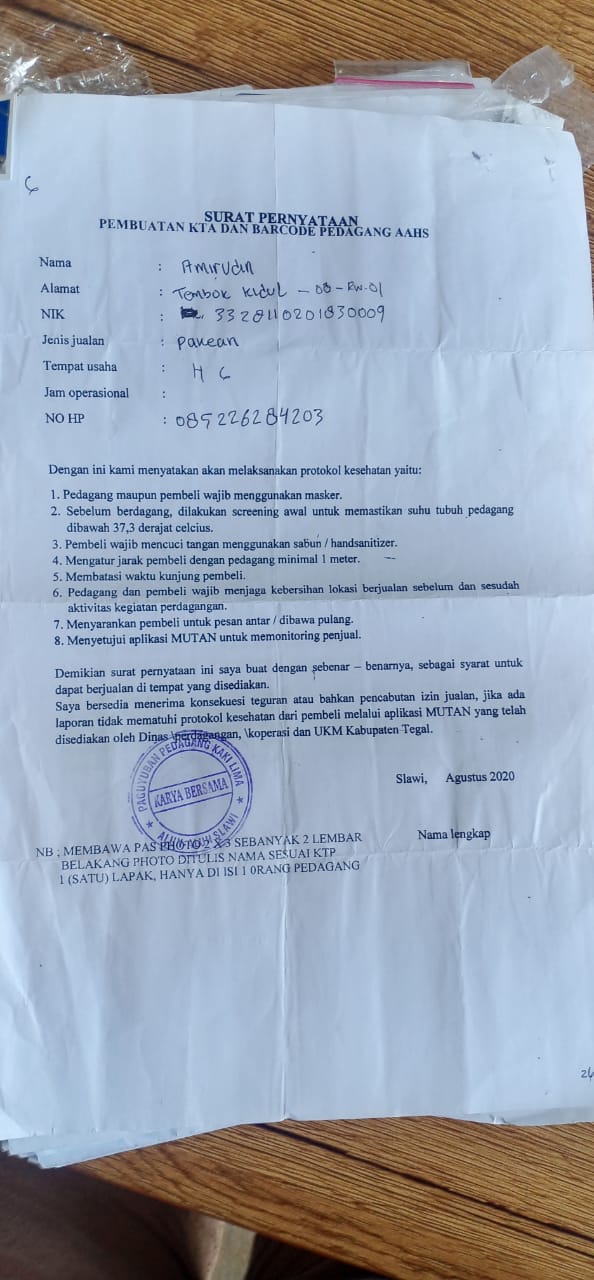 6
SURAT PERNYATAAN
PEMBUATAN KTA DAN BARCODE PEDAGANG AAHS
Nama : Amirudin
Alamat : Tembok Kidul - 08 - RW.01
NIK : 3328110201830009
Jenis jualan : pakean
Tempat usaha : H 6
Jam operasional :
NO HP : 085226284203
Dengan ini kami menyatakan akan melaksanakan protokol kesehatan yaitu:
1. Pedagang maupun pembeli wajib menggunakan masker.
2. Sebelum berdagang, dilakukan screening awal untuk memastikan suhu tubuh pedagang
dibawah 37,3 derajat celcius.
3. Pembeli wajib mencuci tangan menggunakan sabun / handsanitizer.
4. Mengatur jarak pembeli dengan pedagang minimal 1 meter.
5. Membatasi waktu kunjung pembeli.
6. Pedagang dan pembeli wajib menjaga kebersihan lokasi berjualan sebelum dan sesudah
aktivitas kegiatan perdagangan.
7. Menyarankan pembeli untuk pesan antar / dibawa pulang.
8. Menyetujui aplikasi MUTAN untuk memonitoring penjual.
Demikian surat pernyataan ini saya buat dengan sebenar – benarnya, sebagai syarat untuk
dapat berjualan di tempat yang disediakan.
Saya bersedia menerima konsekuesi teguran atau bahkan pencabutan izin jualan, jika ada
laporan tidak mematuhi protokol kesehatan dari pembeli melalui aplikasi MUTAN yang telah
disediakan oleh Dinas \perdagangan, \koperasi dan UKM Kabupaten Tegal.
PAGUYUBAN PEDAGANG KAKI LIMA
KARYA BERSAMA
SLAWI
Slawi, Agustus 2020
Nama lengkap
NB ; MEMBAWA PAS PHOTO 2 X 3 SEBANYAK 2 LEMBAR
BELAKANG PHOTO DITULIS NAMA SESUAI KTP
1 (SATU) LAPAK, HANYA DI ISI 1 0RANG PEDAGANG